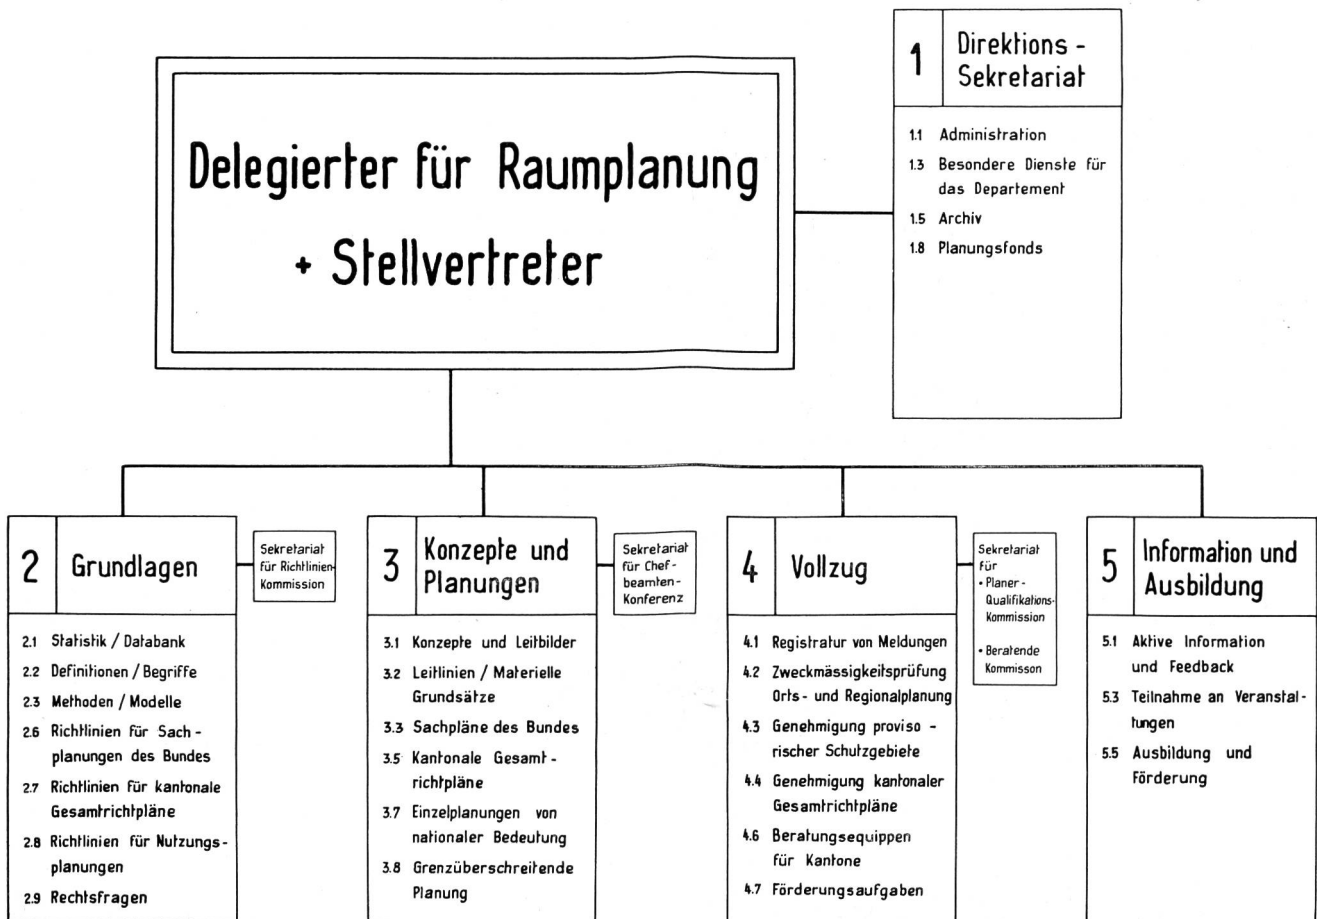 Delegierter für Raumplanung
+ Stellvertreter
1
Direktions -
Sekretariat
1.1 Administration
1.3 Besondere Dienste für
das Departement
1.5 Archiv
1.8 Planungsfonds
2
Grundlagen
2.1 Statistik / Databank
2.2 Definitionen / Begriffe
2.3 Methoden / Modelle
2.6 Richtlinien für Sach -
planungen des Bundes
2.7 Richtlinien für kantonale
Gesamtrichtpläne
2.8 Richtlinien für Nutzungs-
planungen
2.9 Rechtsfragen
Sekretariat
für Richtlinien-
Kommission
3
Konzepte und
Planungen
3.1 Konzepte und Leitbilder
3.2 Leitlinien / Materielle
Grundsätze
3.3 Sachpläne des Bundes
3.5 Kantonale Gesamt -
richtpläne
3.7 Einzelplanungen von
nationaler Bedeutung
3.8 Grenzüberschreitende
Planung
Sekretariat
für Chef-
beamten-
Konferenz
4
Vollzug
4.1 Registratur von Meldungen
4.2 Zweckmässigkeitsprüfung
Orts - und Regionalplanung
4.3 Genehmigung proviso -
rischer Schutzgebiete
4.4 Genehmigung kantonaler
Gesamtrichtpläne
4.6 Beratungsequippen
für Kantone
4.7 Förderungsaufgaben
Sekretariat
für
• Planer -
Qualifikations-
Kommission
• Beratende
Kommisson
5
Information und
Ausbildung
5.1 Aktive Information
und Feedback
5.3 Teilnahme an Veranstal -
tungen
5.5 Ausbildung und
Förderung